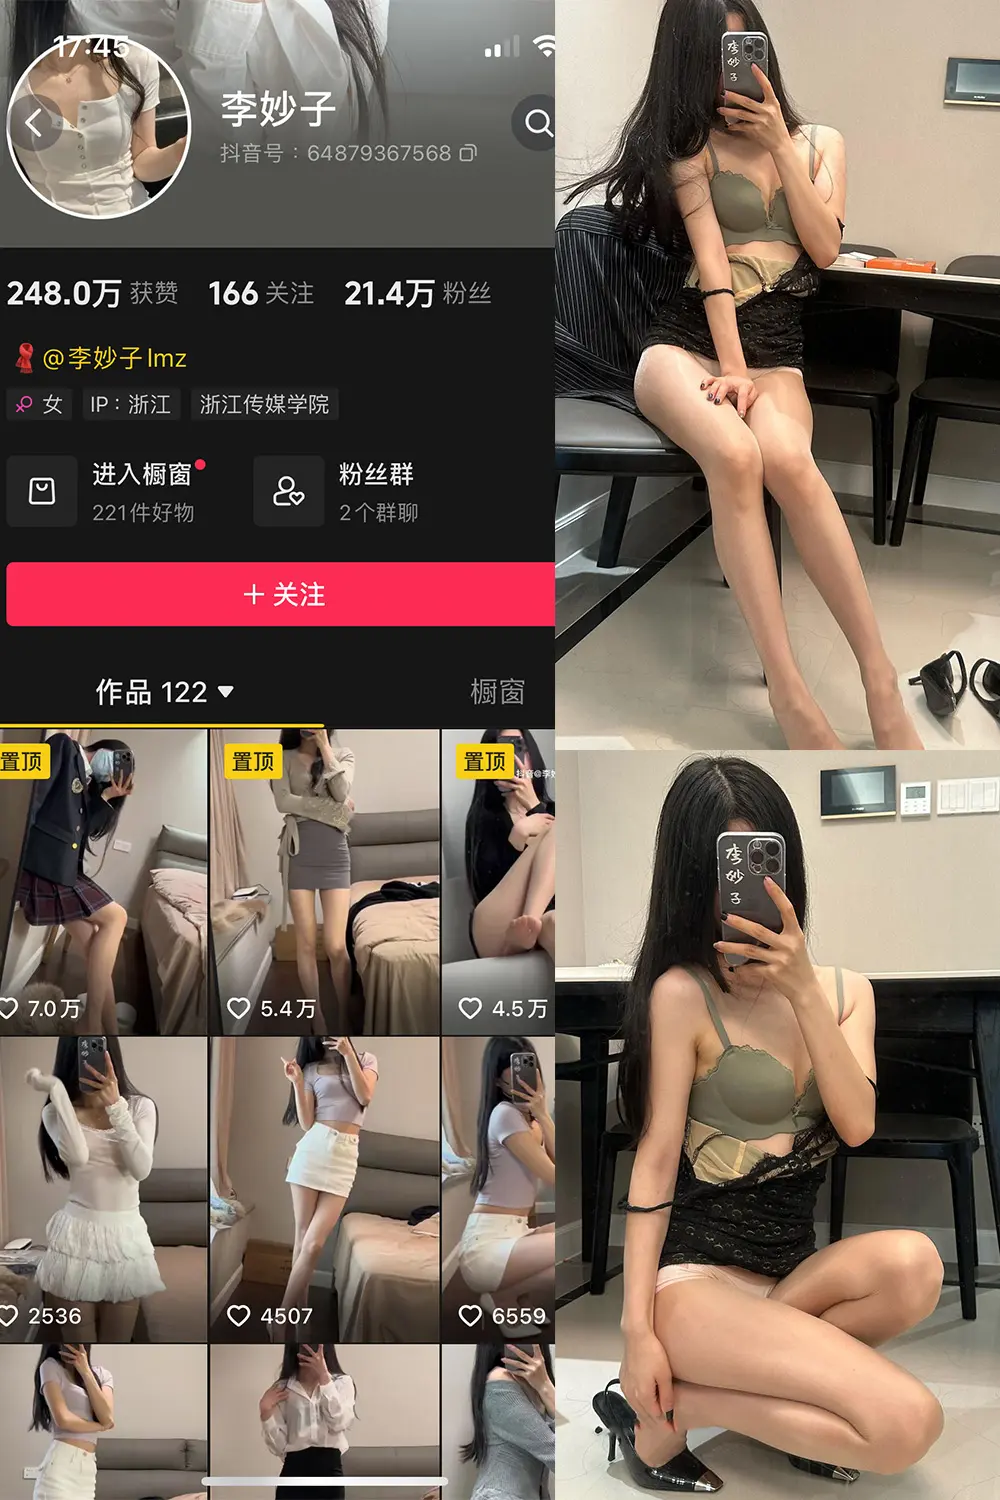 17:45
李妙子
抖音号：64879367568
248.0万 获赞 166 关注 21.4万 粉丝
@李妙子lmz
女 IP：浙江 浙江传媒学院
进入橱窗
221件好物
粉丝群
2个群聊
+ 关注
作品 122
橱窗
置顶
置顶
置顶
抖音@李妙
7.0万
5.4万
4.5万
2536
4507
6559
李妙子
李妙子